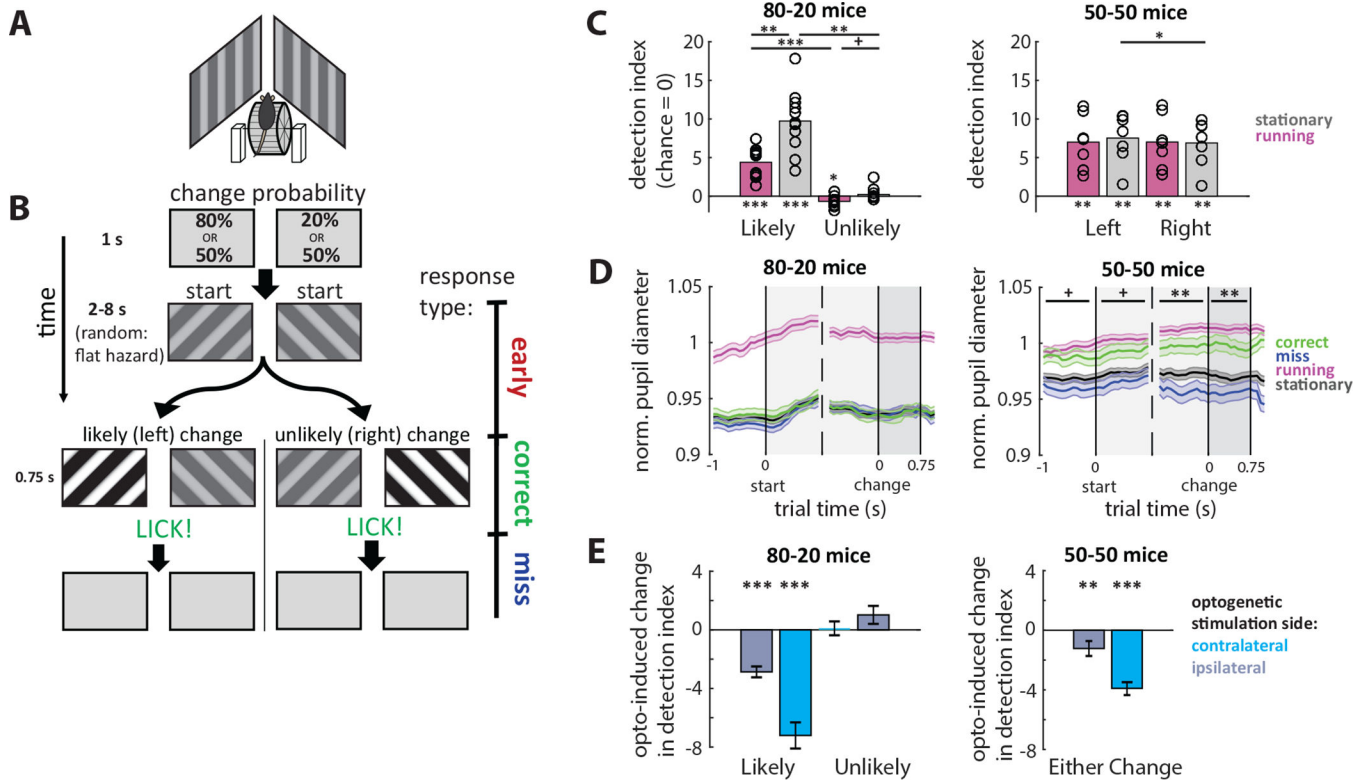 A
B
change probability
80%
OR
50%
20%
OR
50%
1 s
time
start
start
2-8 s
(random:
flat hazard)
response
type:
early
correct
miss
likely (left) change
unlikely (right) change
0.75 s
LICK!
LICK!
C
80-20 mice
** **
*** +
20
15
10
5
0
detection index
(chance = 0)
*
*** ***
Likely Unlikely
50-50 mice
*
20
15
10
5
0
detection index
** ** ** **
Left Right
stationary
running
D
80-20 mice
1.05
1
0.95
0.9
norm. pupil diameter
-1 0 0 0.75
start change
trial time (s)
50-50 mice
1.05
1
0.95
0.9
norm. pupil diameter
+ + ** **
-1 0 0 0.75
start change
trial time (s)
correct
miss
running
stationary
E
80-20 mice
4
0
-4
-8
opto-induced change
in detection index
*** ***
Likely Unlikely
50-50 mice
4
0
-4
-8
opto-induced change
in detection index
** ***
Either Change
optogenetic
stimulation side:
contralateral
ipsilateral